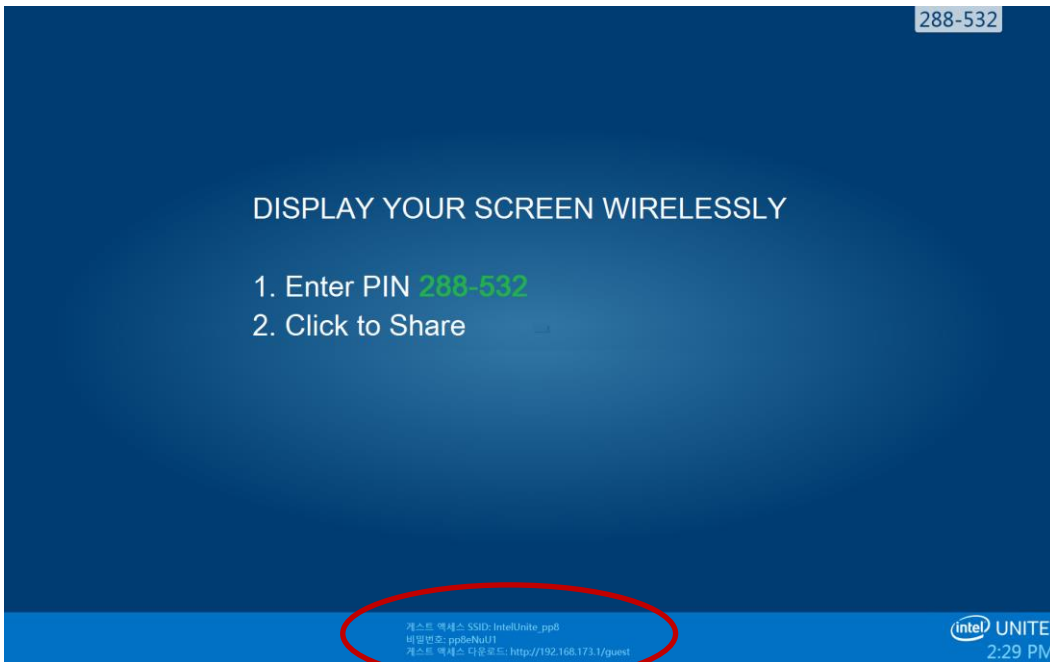 288-532
DISPLAY YOUR SCREEN WIRELESSLY
1. Enter PIN 288-532
2. Click to Share
게스트 액세스 SSID: IntelUnite_pp8
비밀번호: pp8eNuU1
게스트 액세스 다운로드: http://192.168.173.1/guest
intel UNITE
2:29 PM